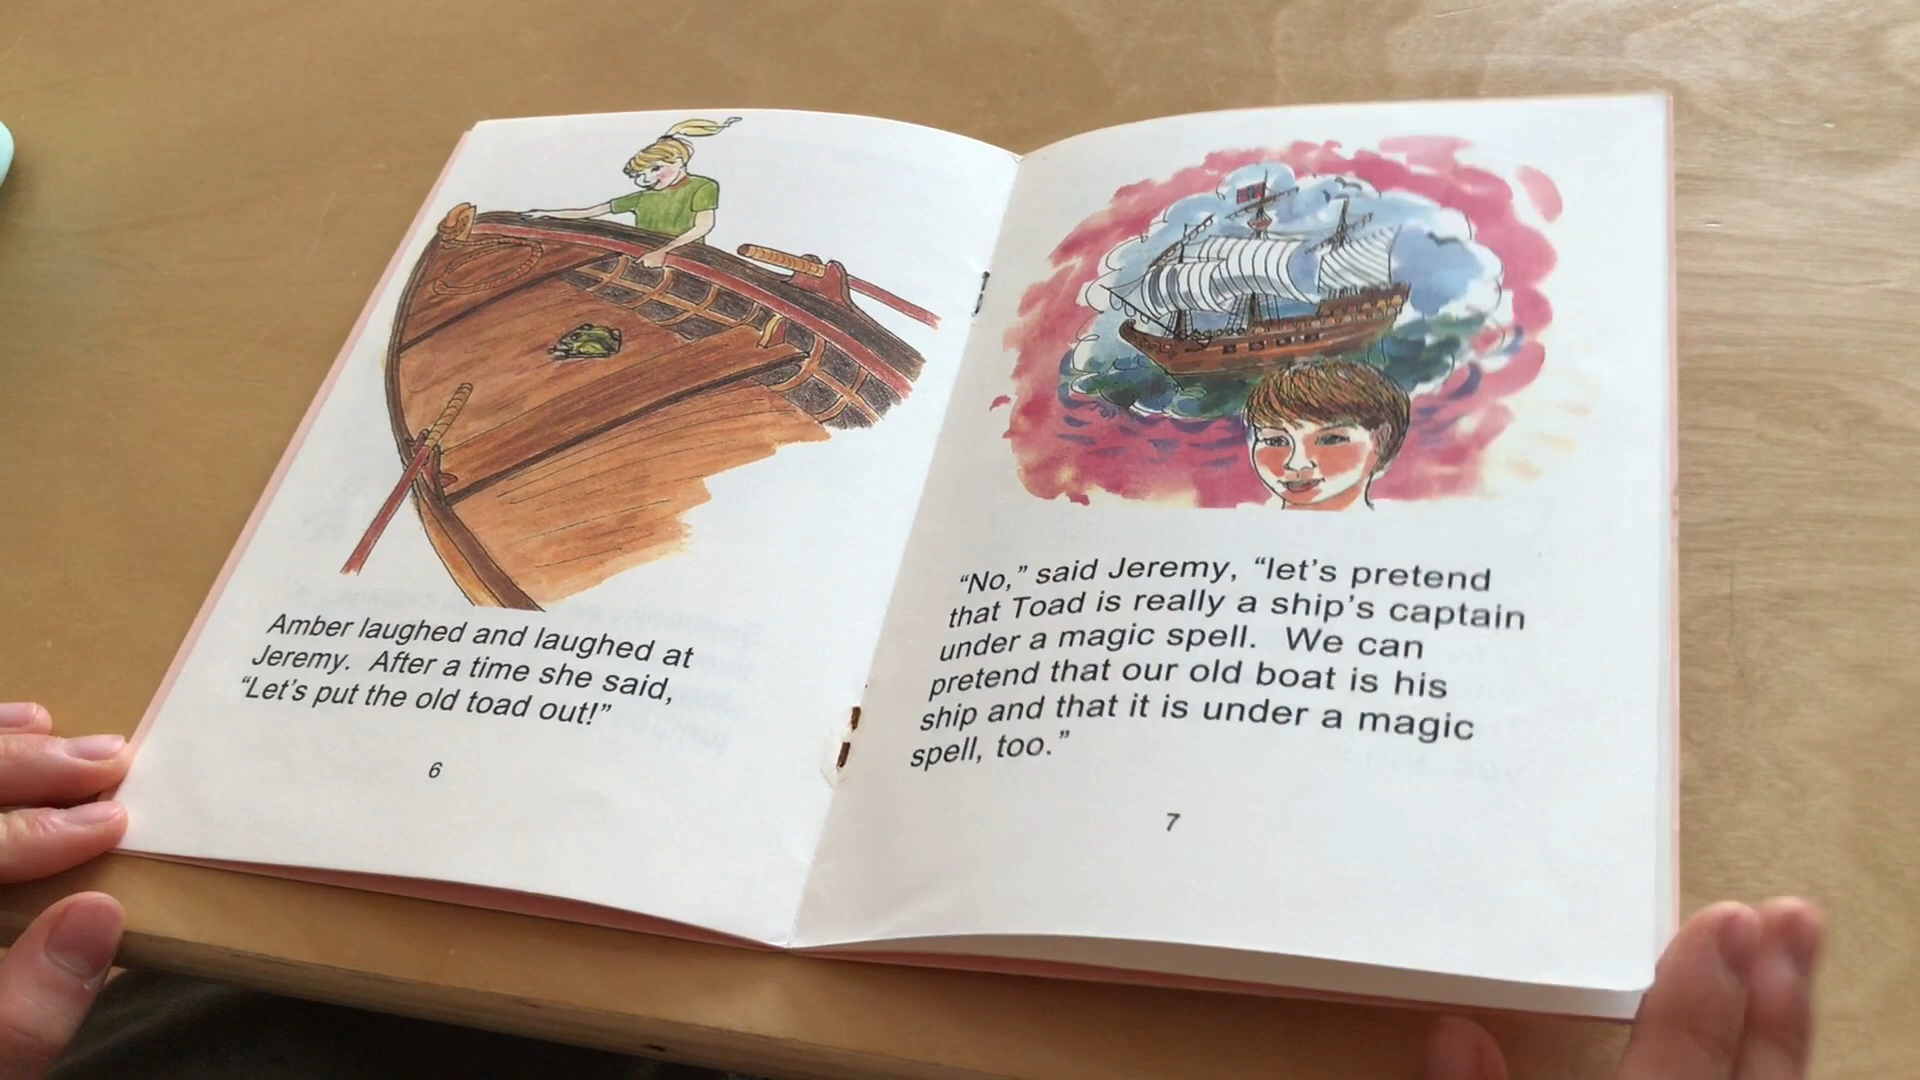 Amber laughed and laughed at
Jeremy. After a time she said,
“Let’s put the old toad out!”
6
“No,” said Jeremy, “let’s pretend
that Toad is really a ship’s captain
under a magic spell. We can
pretend that our old boat is his
ship and that it is under a magic
spell, too.”
7